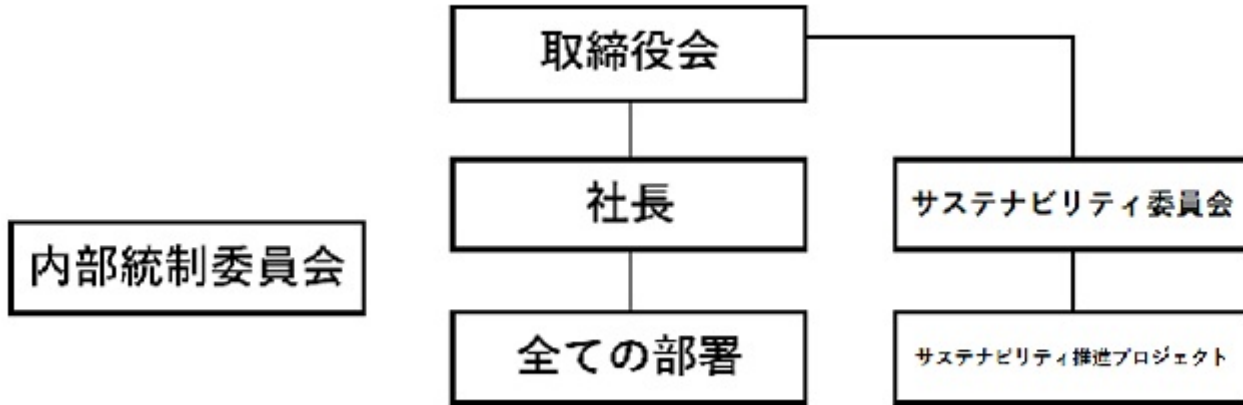 取締役会
社長
サステナビリティ委員会
内部統制委員会
全ての部署
サステナビリティ推進プロジェクト